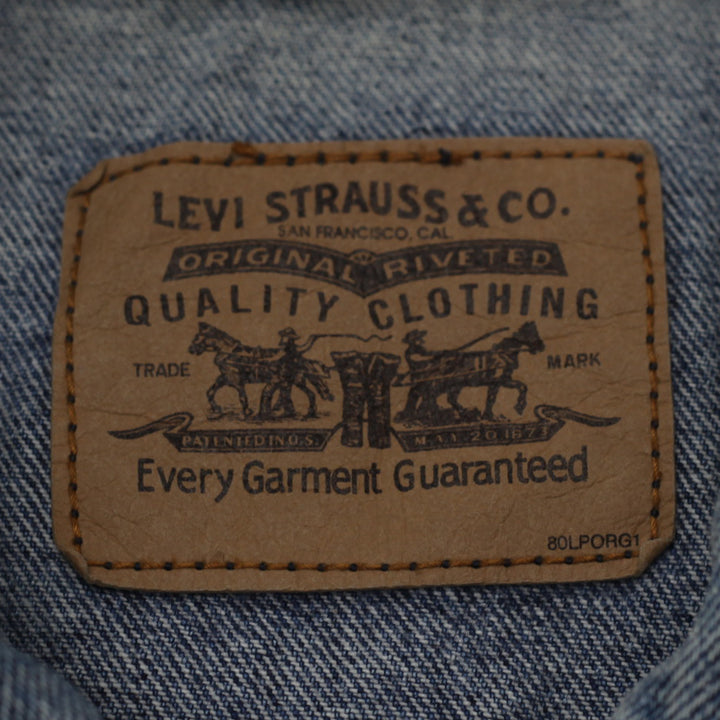 LEVI STRAUSS & CO.
SAN FRANCISCO, CAL.
ORIGINAL RIVETED
QUALITY CLOTHING
TRADE MARK
PATENTED IN U.S. MAY 20 1873
Every Garment Guaranteed
80LPORG1